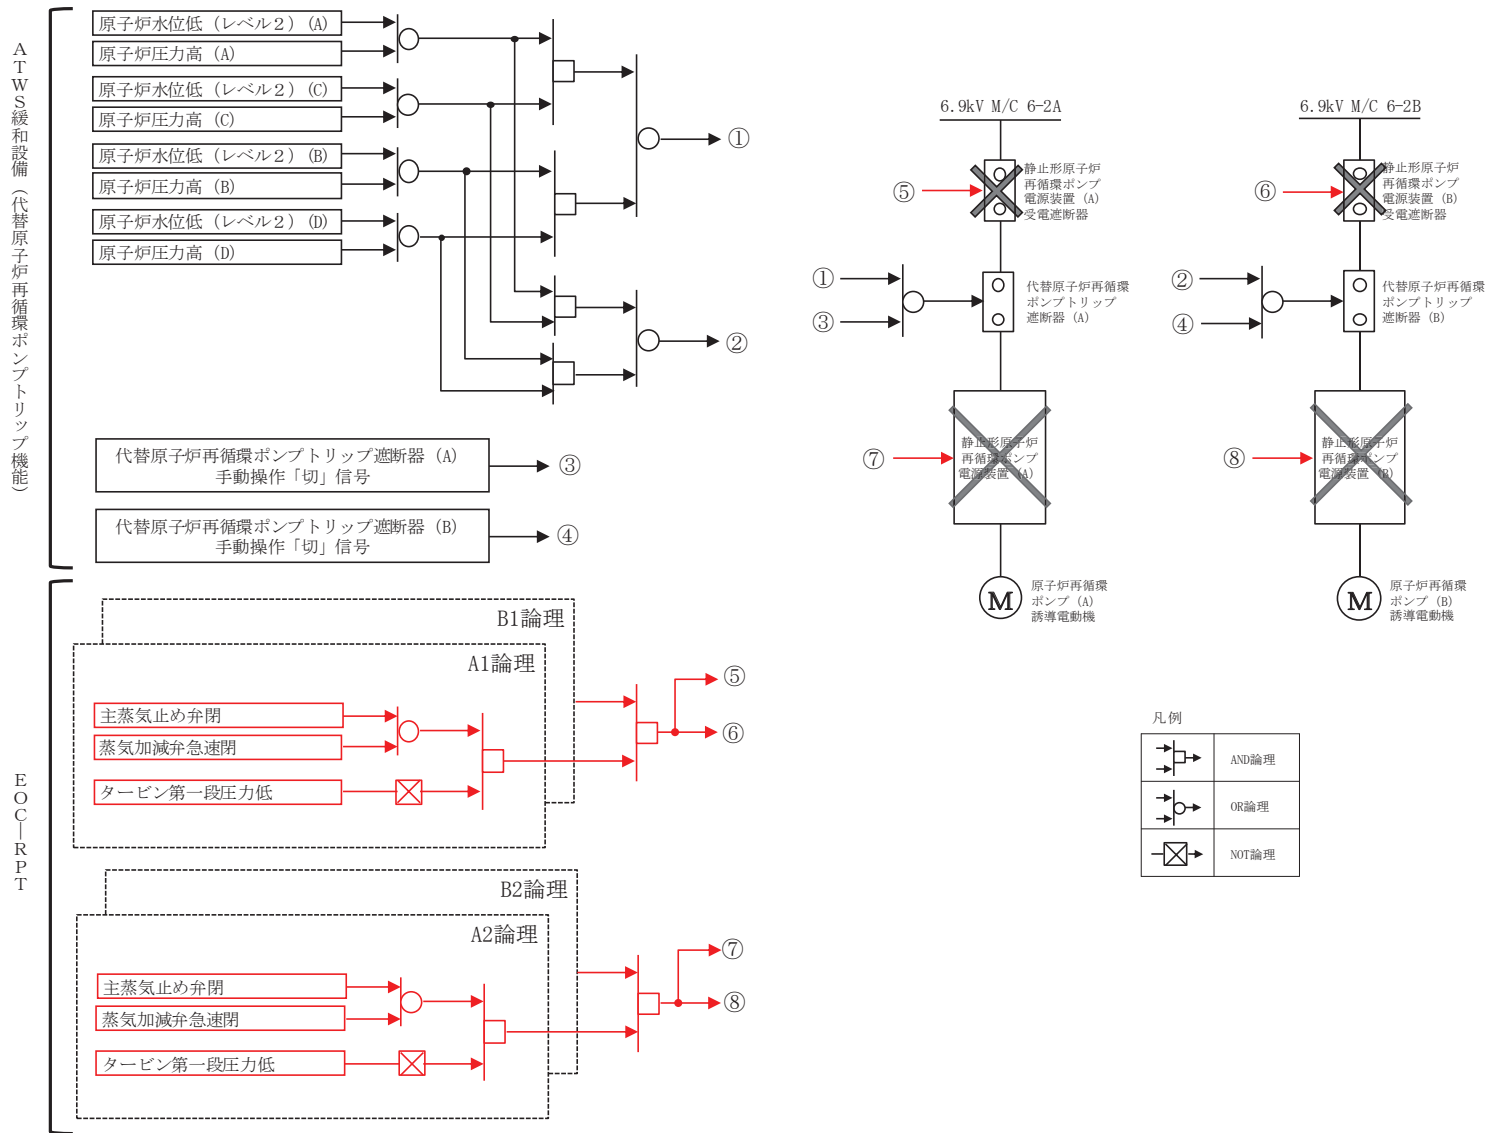 ATWS緩和設備（代替原子炉再循環ポンプトリップ機能）
原子炉水位低（レベル２）(A)
原子炉圧力高（A）
原子炉水位低（レベル２）(C)
原子炉圧力高（C）
原子炉水位低（レベル２）(B)
原子炉圧力高（B）
原子炉水位低（レベル２）(D)
原子炉圧力高（D）
①
②
代替原子炉再循環ポンプトリップ遮断器（A）
手動操作「切」信号
③
代替原子炉再循環ポンプトリップ遮断器（B）
手動操作「切」信号
④
EOC―RPT
B1論理
A1論理
主蒸気止め弁閉
蒸気加減弁急速閉
タービン第一段圧力低
⑤
⑥
B2論理
A2論理
主蒸気止め弁閉
蒸気加減弁急速閉
タービン第一段圧力低
⑦
⑧
6.9kV M/C 6-2A
⑤
静止形原子炉
再循環ポンプ
電源装置（A）
受電遮断器
①
③
代替原子炉再循環
ポンプトリップ
遮断器（A）
⑦
静止形原子炉
再循環ポンプ
電源装置（A）
M
原子炉再循環
ポンプ（A）
誘導電動機
6.9kV M/C 6-2B
⑥
静止形原子炉
再循環ポンプ
電源装置（B）
受電遮断器
②
④
代替原子炉再循環
ポンプトリップ
遮断器（B）
⑧
静止形原子炉
再循環ポンプ
電源装置（B）
M
原子炉再循環
ポンプ（B）
誘導電動機
凡例
AND論理
OR論理
NOT論理